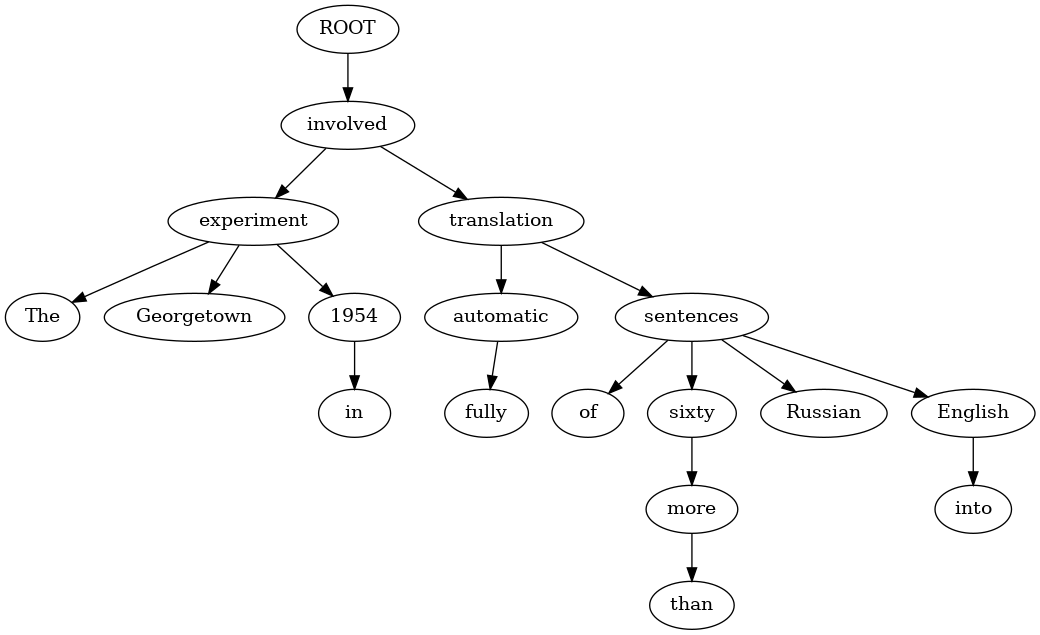 ROOT
involved
experiment translation
The Georgetown 1954 automatic sentences
in fully of sixty Russian English
more into
than